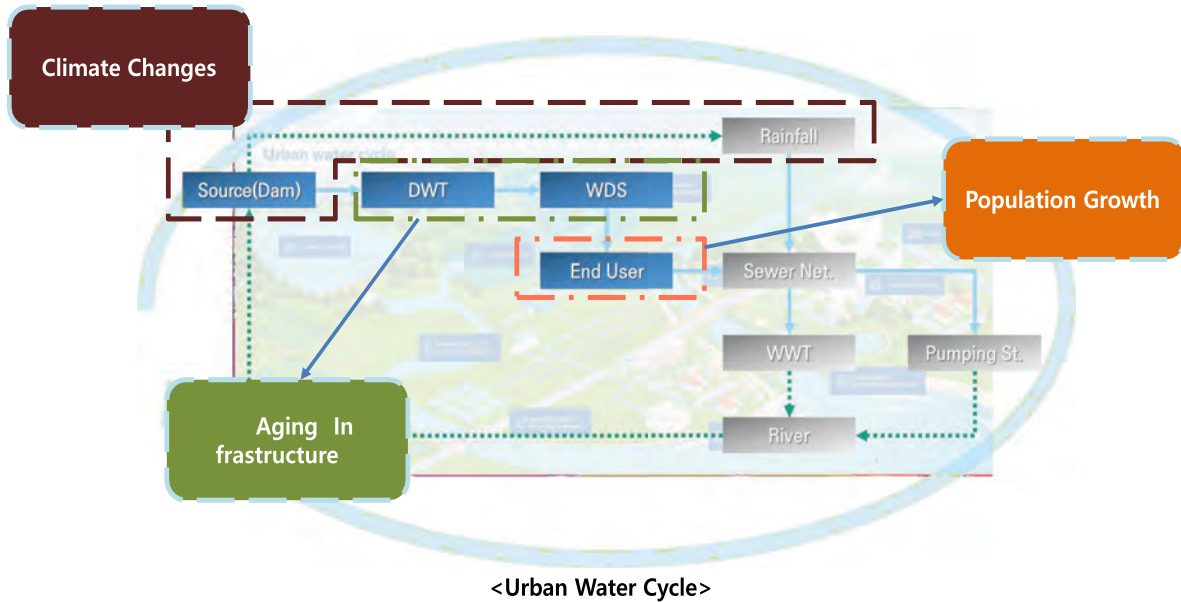 Climate Changes
Rainfall
Urban water cycle
Source(Dam)
DWT
WDS
Population Growth
End User
Sewer Net.
WWT
Pumping St.
Aging In
frastructure
River
<Urban Water Cycle>